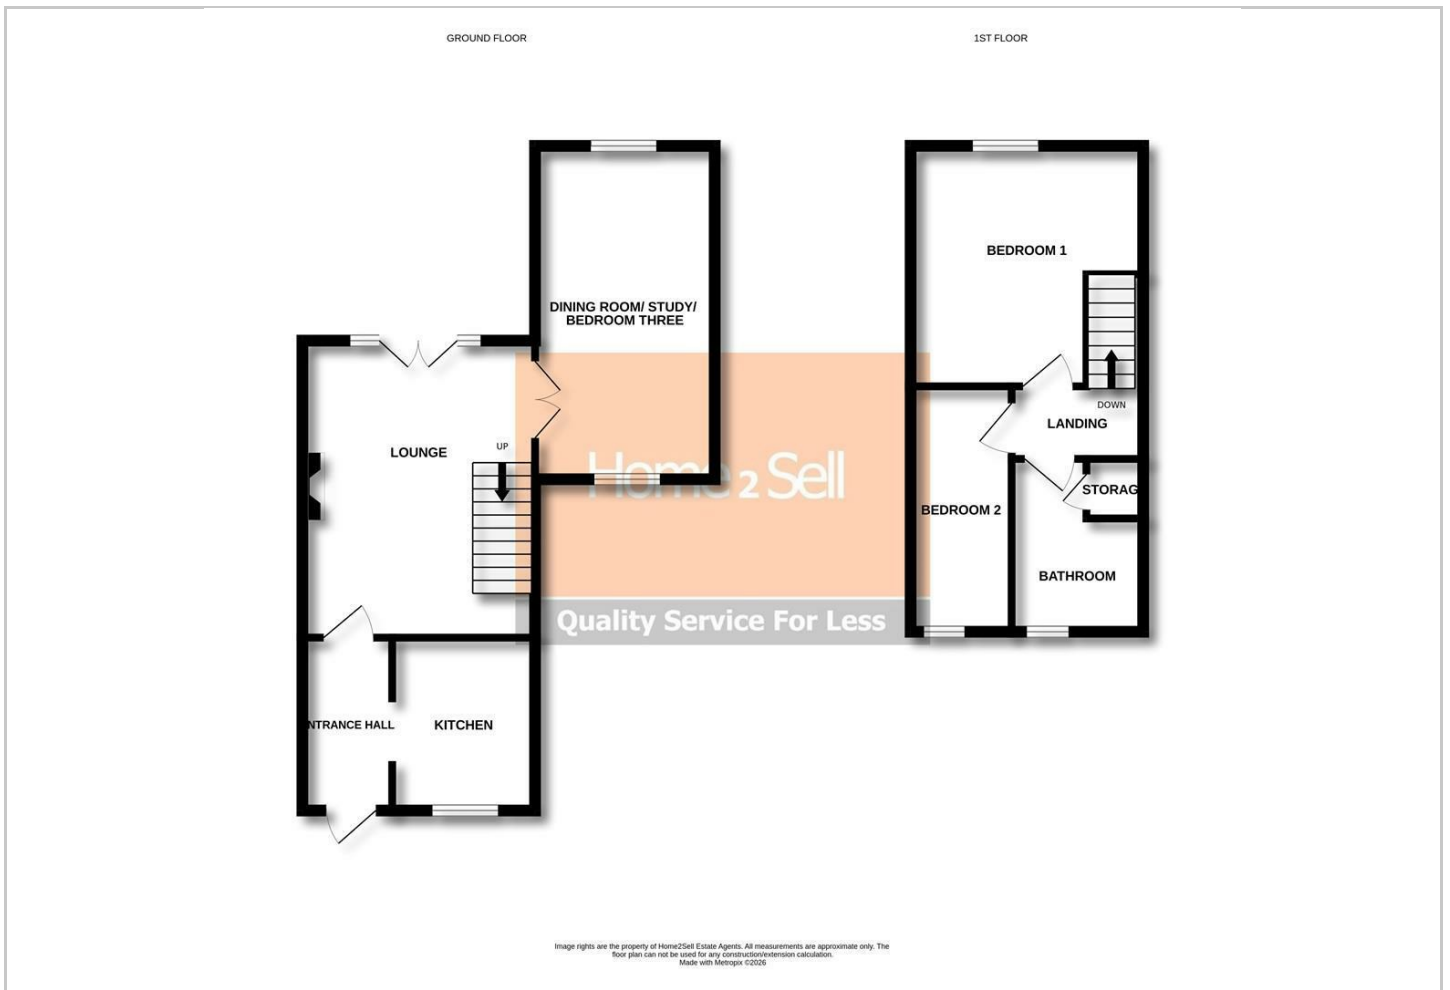 GROUND FLOOR
1ST FLOOR
BEDROOM 1
DINING ROOM/ STUDY/
BEDROOM THREE
DOWN
LANDING
UP
LOUNGE
Home 2 Sell
STORAG
BEDROOM 2
BATHROOM
Quality Service For Less
NTRANCE HALL
KITCHEN
Image rights are the property of Home2Sell Estate Agents. All measurements are approximate only. The
floor plan can not be used for any construction/extension calculation.
Made with Metropix ©2026